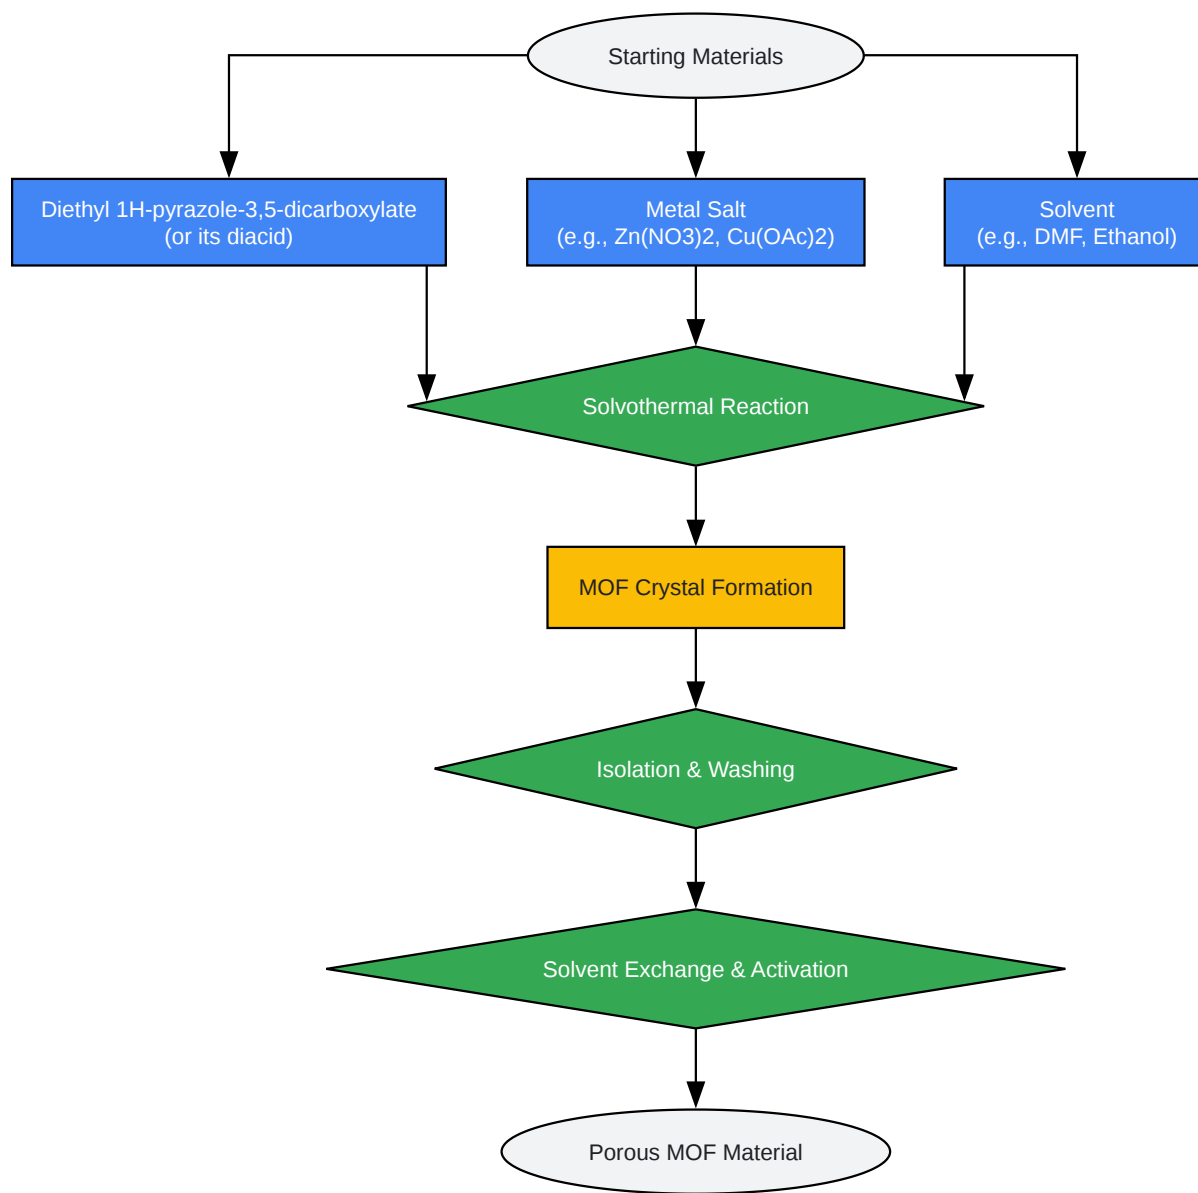 Starting Materials
Diethyl 1H-pyrazole-3,5-dicarboxylate
(or its diacid)
Metal Salt
(e.g., Zn(NO3)2, Cu(OAc)2)
Solvent
(e.g., DMF, Ethanol)
Solvothermal Reaction
MOF Crystal Formation
Isolation & Washing
Solvent Exchange & Activation
Porous MOF Material